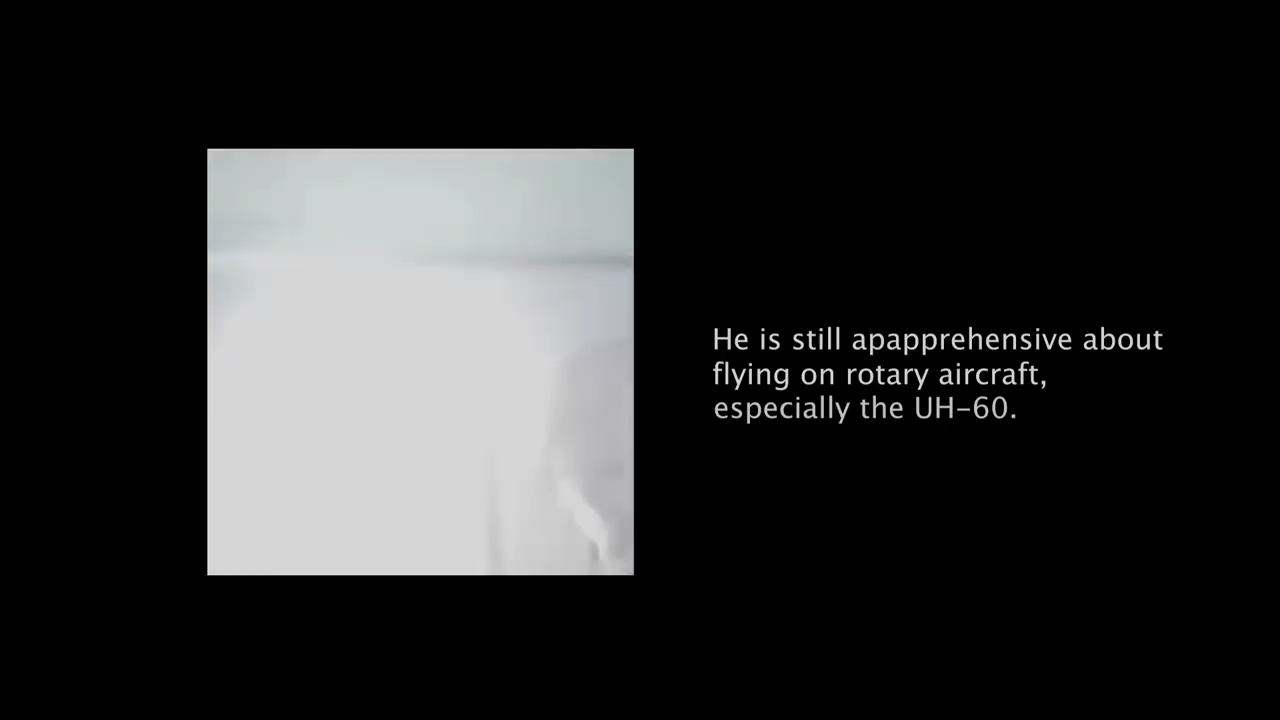 He is still apapprehensive about
flying on rotary aircraft,
especially the UH-60.